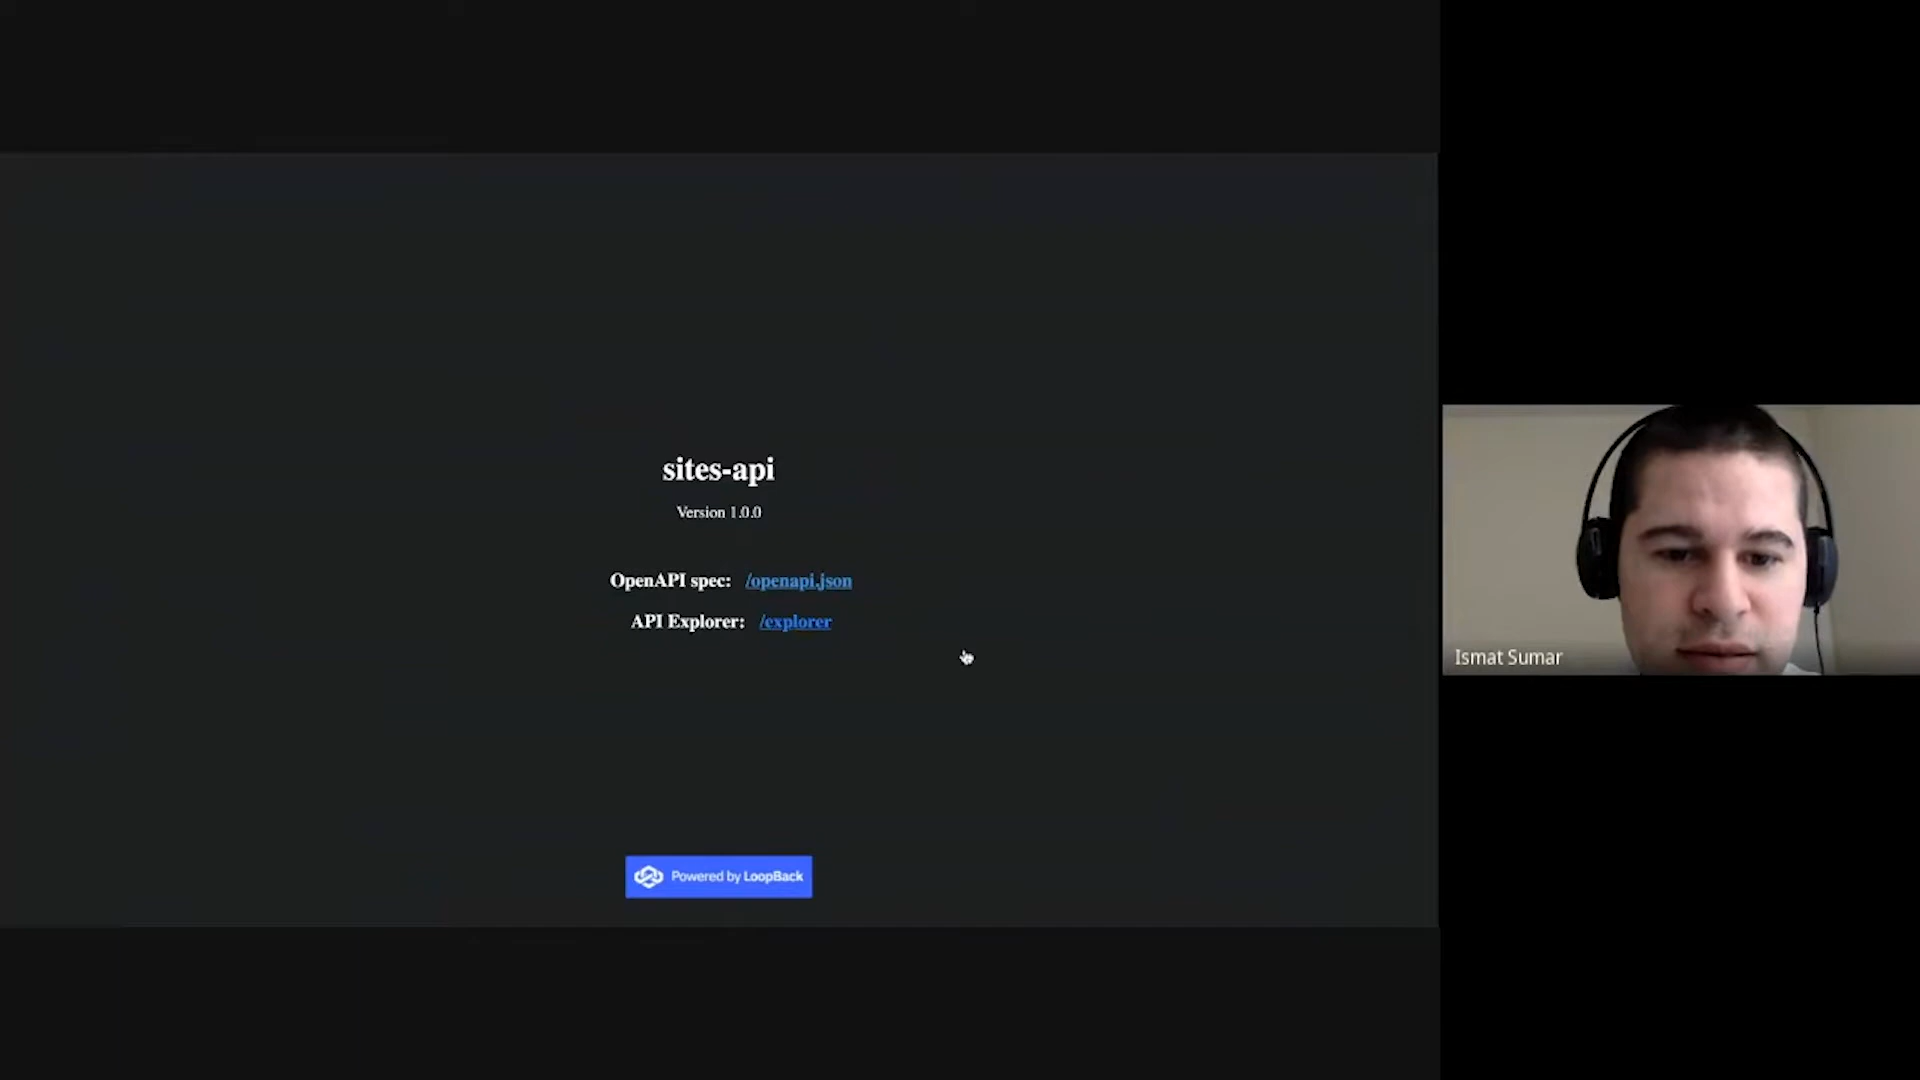 sites-api
Version 1.0.0
OpenAPI spec: /openapi.json
API Explorer: /explorer
Powered by LoopBack
Ismat Sumar